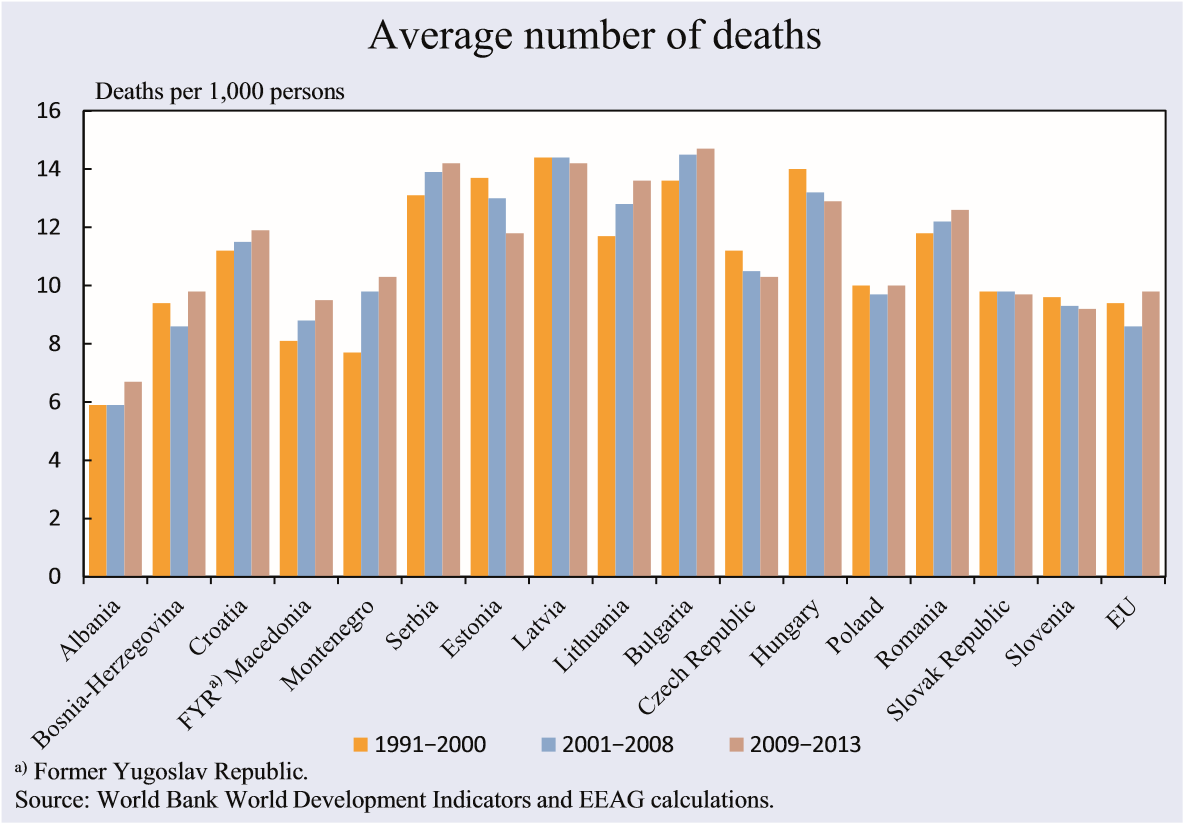 Average number of deaths
Deaths per 1,000 persons
16
14
12
10
8
6
4
2
0
Albania
Bosnia-Herzegovina
Croatia
FYRa) Macedonia
Montenegro
Serbia
Estonia
Latvia
Lithuania
Bulgaria
Czech Republic
Hungary
Poland
Romania
Slovak Republic
Slovenia
EU
1991–2000 2001–2008 2009–2013
a) Former Yugoslav Republic.
Source: World Bank World Development Indicators and EEAG calculations.